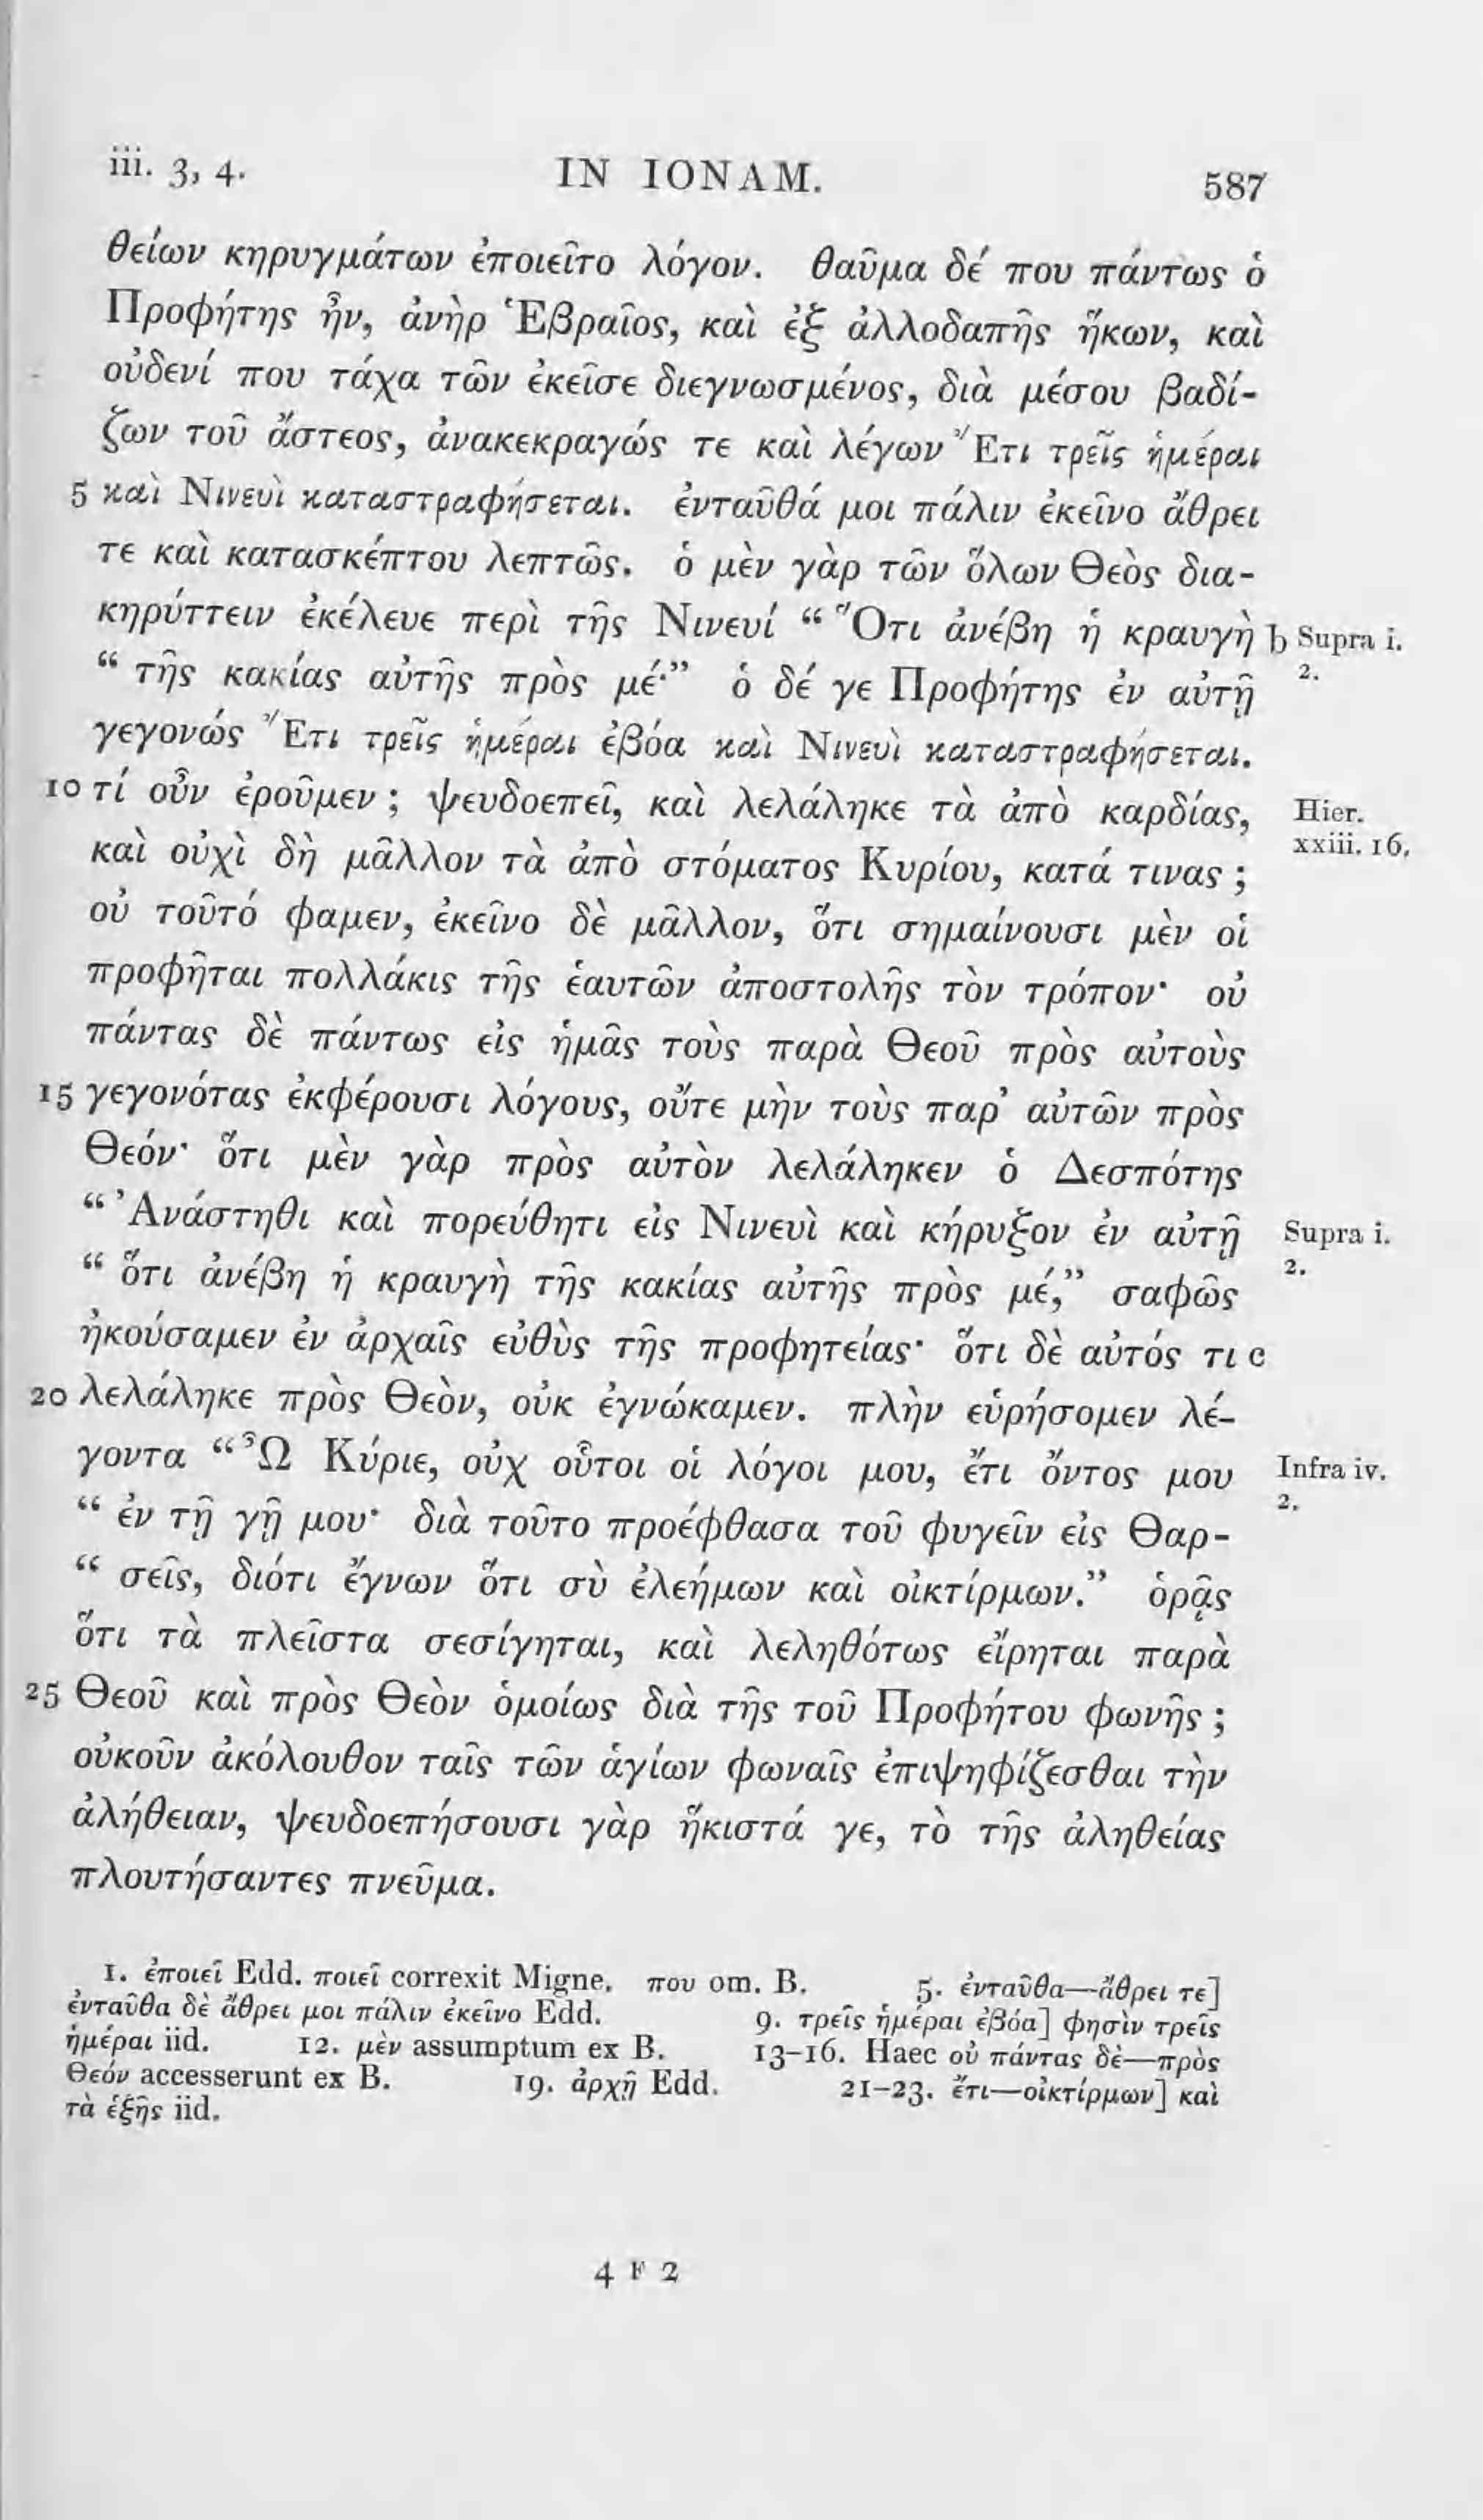 iii. 3, 4. IN IONAM. 587
θείων κηρυγμάτων ἐποιεῖτο λόγον. θαῦμα δέ που πάντως ὁ
Προφήτης ἦν, ἀνὴρ Ἑβραῖος, καὶ ἐξ ἀλλοδαπῆς ἥκων, καὶ
οὐδενί που τάχα τῶν ἐκεῖσε διεγνωσμένος, διὰ μέσου βαδί-
ζων τοῦ ἄστεος, ἀνακεκραγώς τε καὶ λέγων Ἔτι τρεῖς ἡμέραι
5 καὶ Νινευὶ καταστραφήσεται. ἐνταῦθά μοι πάλιν ἐκεῖνο ἄθρει
τε καὶ κατασκέπτου λεπτῶς. ὁ μὲν γὰρ τῶν ὅλων Θεὸς δια-
κηρύττειν ἐκέλευε περὶ τῆς Νινευί “ Ὅτι ἀνέβη ἡ κραυγὴ b Supra i.
“ τῆς κακίας αὐτῆς πρὸς μέ·” ὁ δέ γε Προφήτης ἐν αὐτῇ 2.
γεγονώς Ἔτι τρεῖς ἡμέραι ἐβόα καὶ Νινευὶ καταστραφήσεται.
10 τί οὖν ἐροῦμεν ; ψευδοεπεῖ, καὶ λελάληκε τὰ ἀπὸ καρδίας, Hier.
καὶ οὐχὶ δὴ μᾶλλον τὰ ἀπὸ στόματος Κυρίου, κατά τινας ; xxiii. 16.
οὐ τοῦτό φαμεν, ἐκεῖνο δὲ μᾶλλον, ὅτι σημαίνουσι μὲν οἱ
προφῆται πολλάκις τῆς ἑαυτῶν ἀποστολῆς τὸν τρόπον· οὐ
πάντας δὲ πάντως εἰς ἡμᾶς τοὺς παρὰ Θεοῦ πρὸς αὐτοὺς
15 γεγονότας ἐκφέρουσι λόγους, οὔτε μὴν τοὺς παρ’ αὐτῶν πρὸς
Θεόν· ὅτι μὲν γὰρ πρὸς αὐτὸν λελάληκεν ὁ Δεσπότης
“ Ἀνάστηθι καὶ πορεύθητι εἰς Νινευὶ καὶ κήρυξον ἐν αὐτῇ Supra i.
“ ὅτι ἀνέβη ἡ κραυγὴ τῆς κακίας αὐτῆς πρὸς μέ,” σαφῶς 2.
ἠκούσαμεν ἐν ἀρχαῖς εὐθὺς τῆς προφητείας· ὅτι δὲ αὐτός τι c
20 λελάληκε πρὸς Θεὸν, οὐκ ἐγνώκαμεν. πλὴν εὑρήσομεν λέ-
γοντα “ Ὦ Κύριε, οὐχ οὗτοι οἱ λόγοι μου, ἔτι ὄντος μου Infra iv.
“ ἐν τῇ γῇ μου· διὰ τοῦτο προέφθασα τοῦ φυγεῖν εἰς Θαρ- 2.
“ σεῖς, διότι ἔγνων ὅτι σὺ ἐλεήμων καὶ οἰκτίρμων.” ὁρᾷς
ὅτι τὰ πλεῖστα σεσίγηται, καὶ λεληθότως εἴρηται παρὰ
25 Θεοῦ καὶ πρὸς Θεὸν ὁμοίως διὰ τῆς τοῦ Προφήτου φωνῆς ;
οὐκοῦν ἀκόλουθον ταῖς τῶν ἁγίων φωναῖς ἐπιψηφίζεσθαι τὴν
ἀλήθειαν, ψευδοεπήσουσι γὰρ ἥκιστά γε, τὸ τῆς ἀληθείας
πλουτήσαντες πνεῦμα.
1. ἐποιεῖ Edd. ποιεῖ correxit Migne. που om. B. 5. ἐνταῦθα—ἄθρει τε]
ἐνταῦθα δὲ ἄθρει μοι πάλιν ἐκεῖνο Edd. 9. τρεῖς ἡμέραι ἐβόα] φησὶν τρεῖς
ἡμέραι iid. 12. μὲν assumptum ex B. 13–16. Haec οὐ πάντας δὲ—πρὸς
Θεόν accesserunt ex B. 19. ἀρχῇ Edd. 21–23. ἔτι—οἰκτίρμων] καὶ
τὰ ἑξῆς iid.
4 F 2